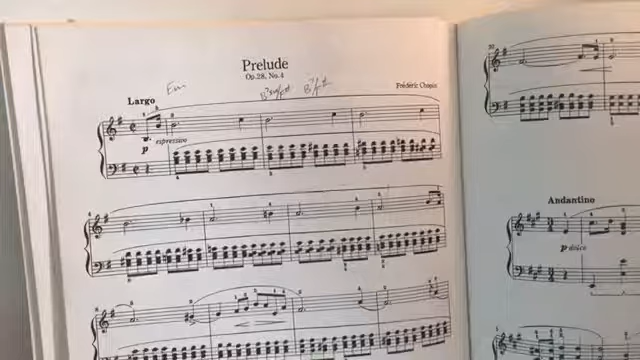 Prelude
Op.28, No.4
Em
Frédéric Chopin
Largo
p espressivo
Andantino
p dolce